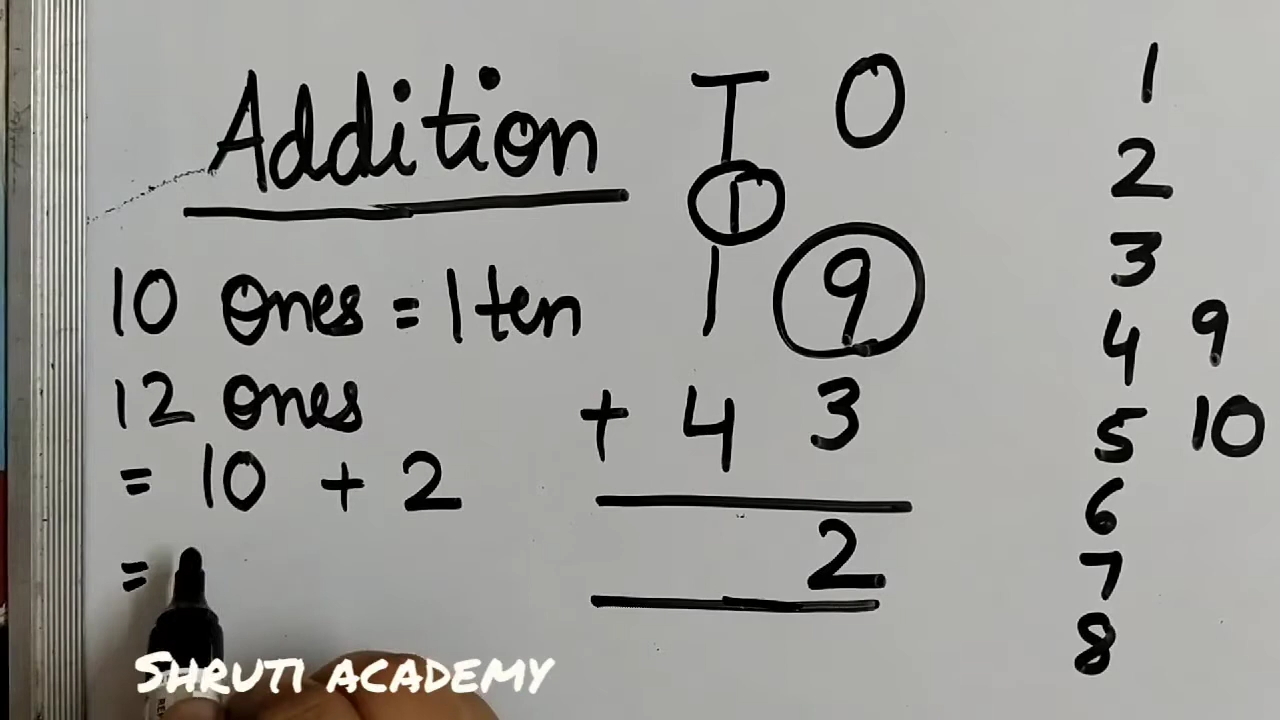 Addition
10 ones = 1 ten
12 ones
= 10 + 2
=
T O
1
1 9
+ 4 3
2
1
2
3
4 9
5 10
6
7
8
SHRUTI ACADEMY